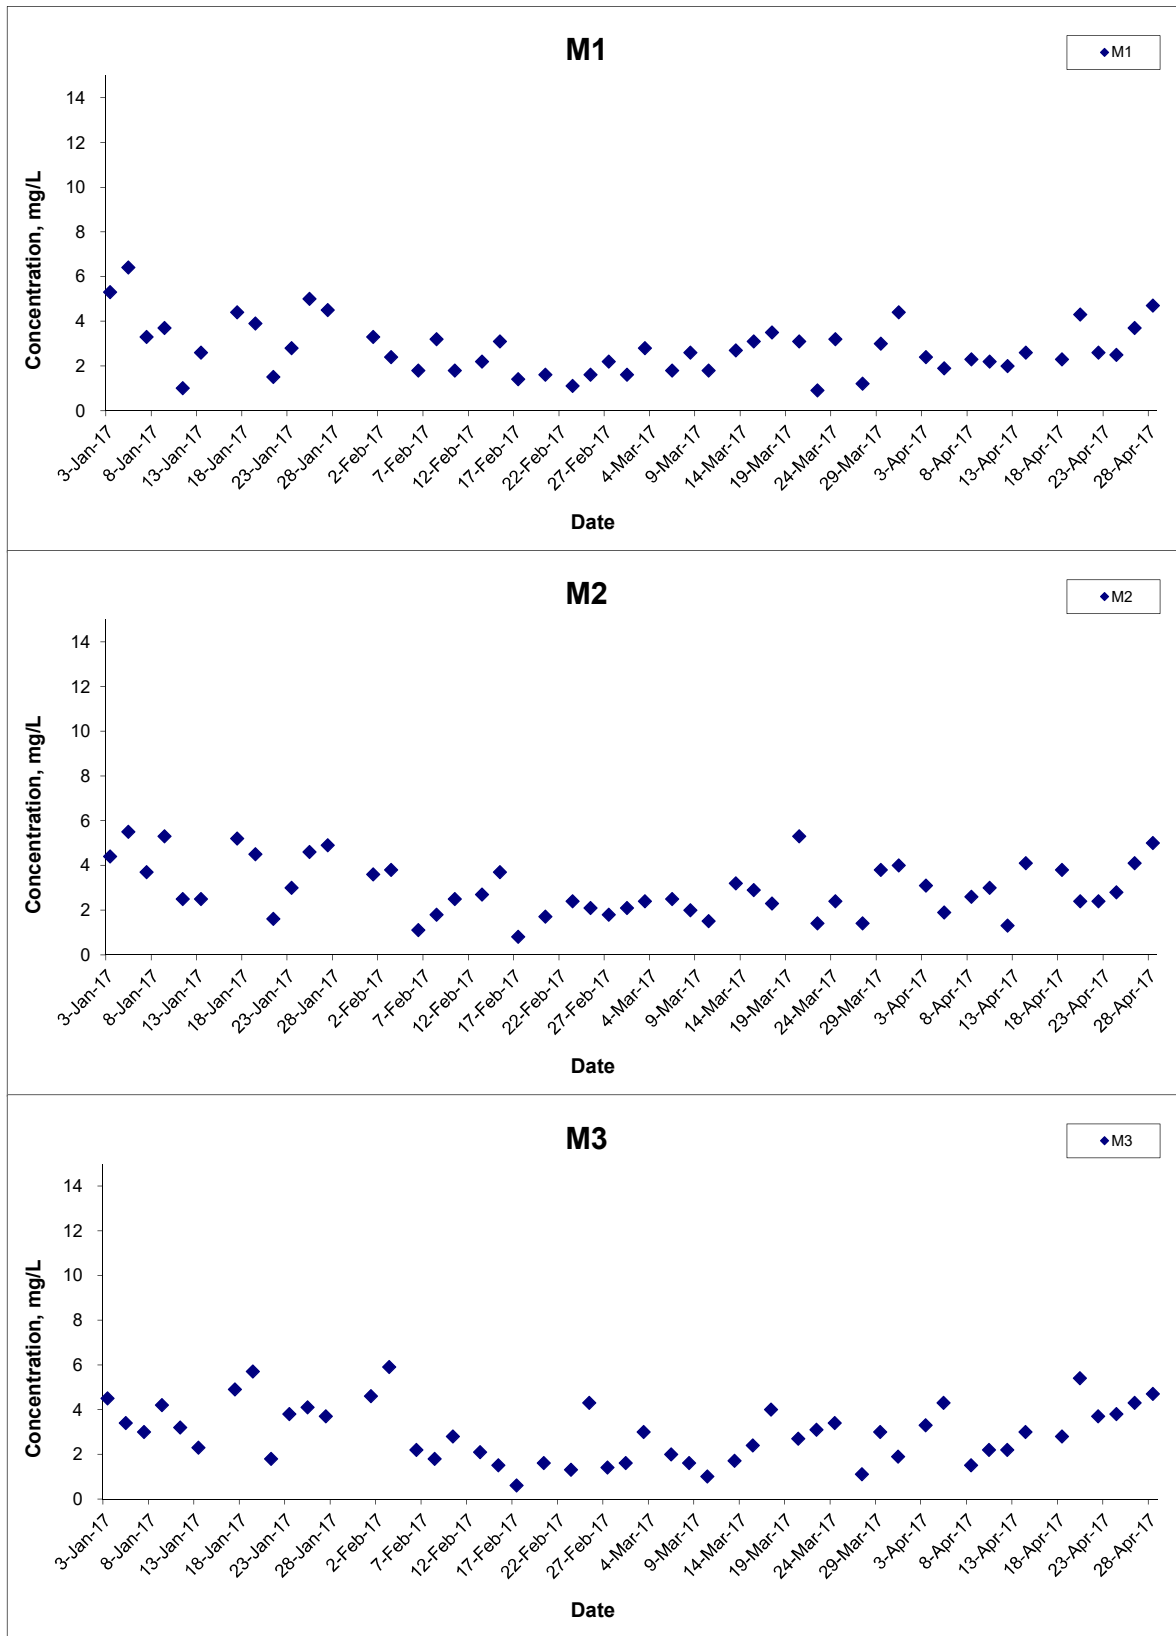 M1
M1
14
12
10
8
6
4
2
0
Concentration, mg/L
3-Jan-17
8-Jan-17
13-Jan-17
18-Jan-17
23-Jan-17
28-Jan-17
2-Feb-17
7-Feb-17
12-Feb-17
17-Feb-17
22-Feb-17
27-Feb-17
4-Mar-17
9-Mar-17
14-Mar-17
19-Mar-17
24-Mar-17
29-Mar-17
3-Apr-17
8-Apr-17
13-Apr-17
18-Apr-17
23-Apr-17
28-Apr-17
Date
M2
M2
14
12
10
8
6
4
2
0
Concentration, mg/L
3-Jan-17
8-Jan-17
13-Jan-17
18-Jan-17
23-Jan-17
28-Jan-17
2-Feb-17
7-Feb-17
12-Feb-17
17-Feb-17
22-Feb-17
27-Feb-17
4-Mar-17
9-Mar-17
14-Mar-17
19-Mar-17
24-Mar-17
29-Mar-17
3-Apr-17
8-Apr-17
13-Apr-17
18-Apr-17
23-Apr-17
28-Apr-17
Date
M3
M3
14
12
10
8
6
4
2
0
Concentration, mg/L
3-Jan-17
8-Jan-17
13-Jan-17
18-Jan-17
23-Jan-17
28-Jan-17
2-Feb-17
7-Feb-17
12-Feb-17
17-Feb-17
22-Feb-17
27-Feb-17
4-Mar-17
9-Mar-17
14-Mar-17
19-Mar-17
24-Mar-17
29-Mar-17
3-Apr-17
8-Apr-17
13-Apr-17
18-Apr-17
23-Apr-17
28-Apr-17
Date